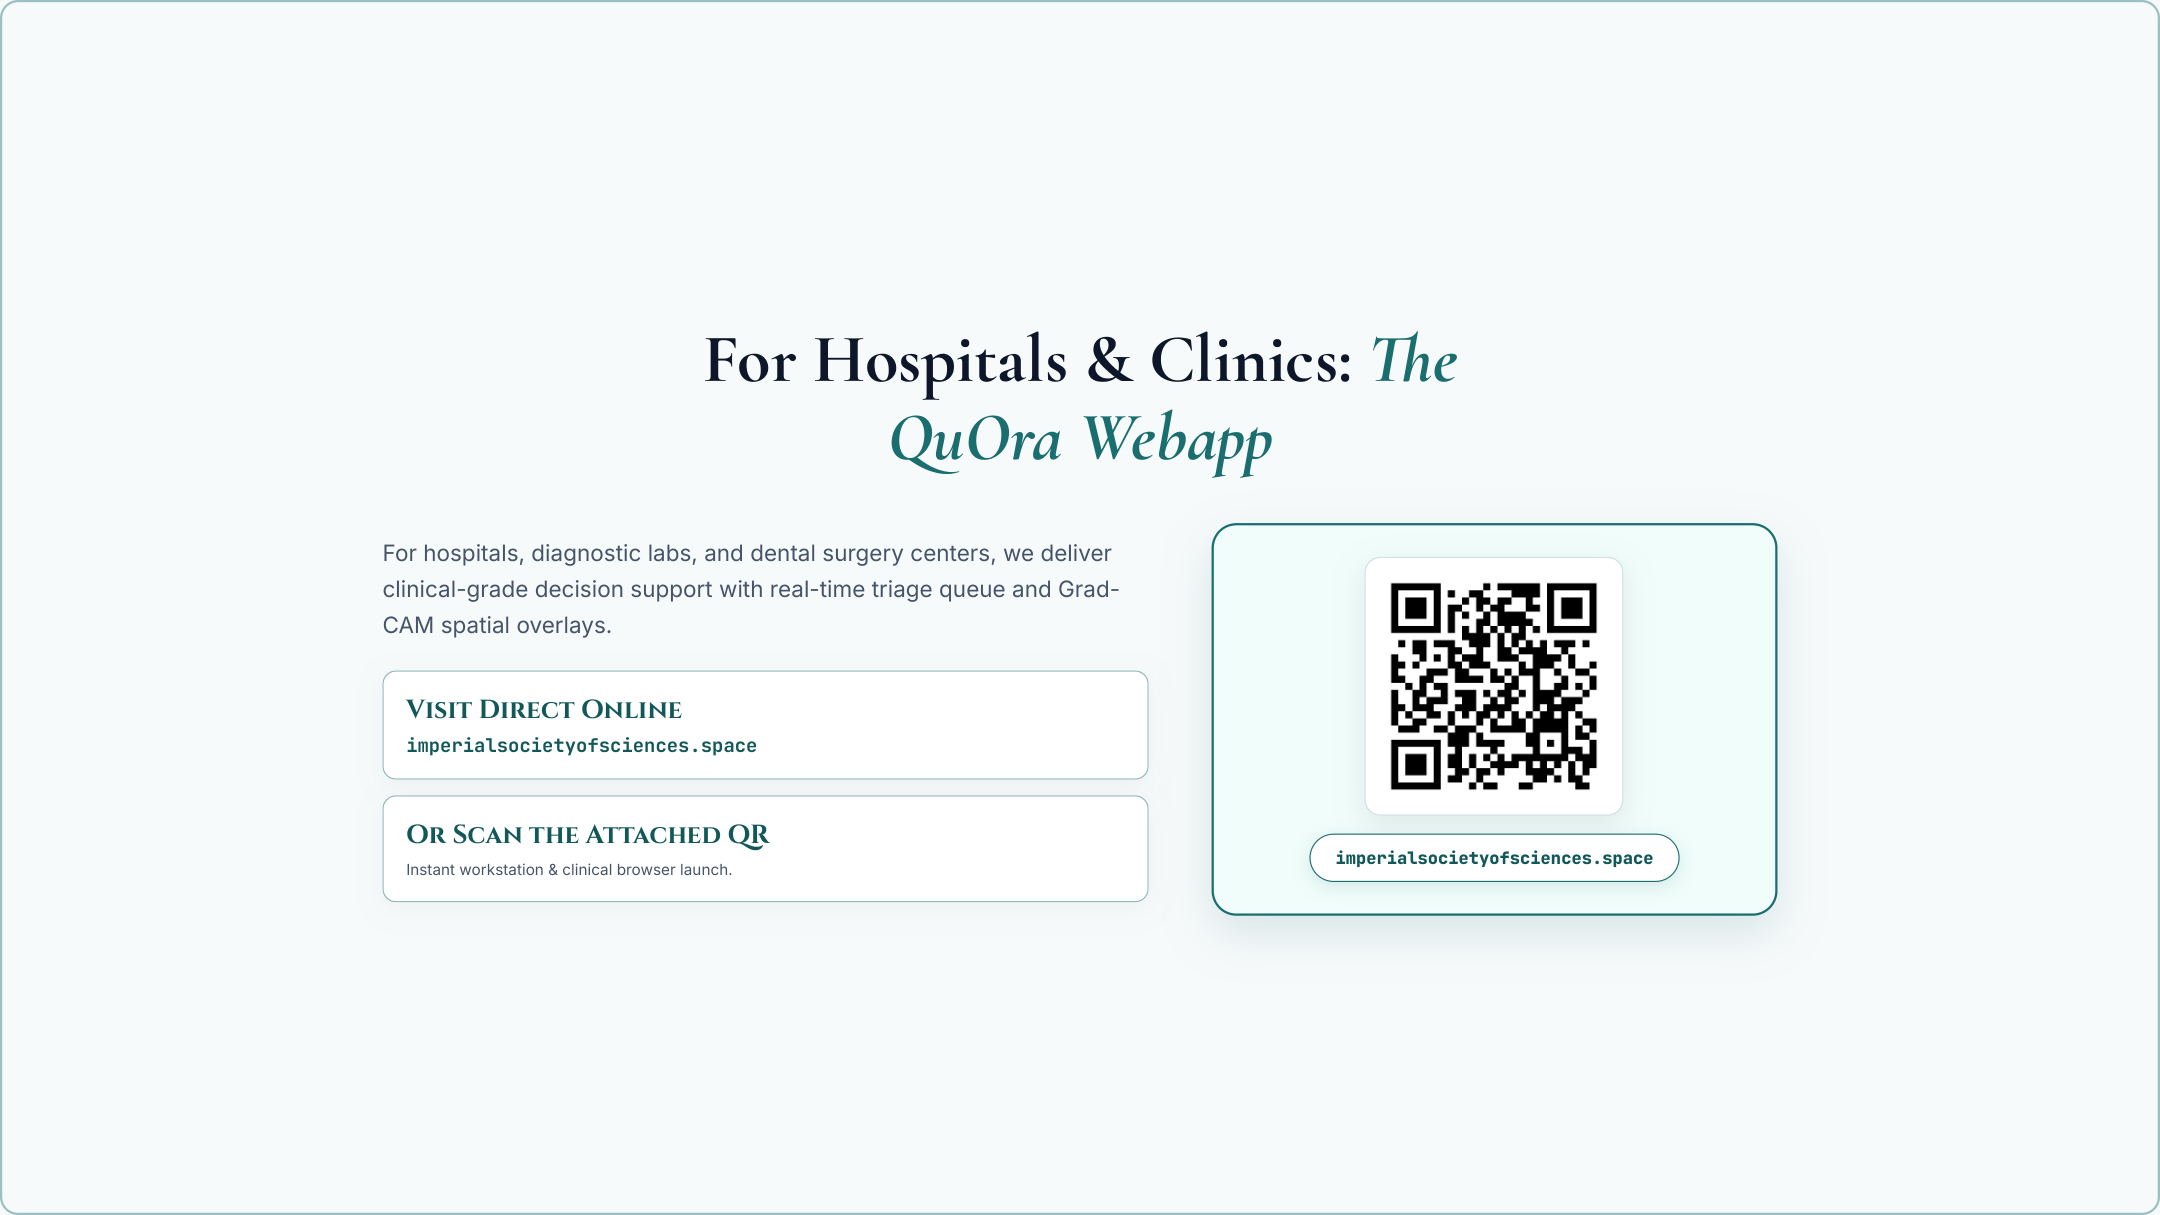 For Hospitals & Clinics: The
QuOra Webapp
For hospitals, diagnostic labs, and dental surgery centers, we deliver
clinical-grade decision support with real-time triage queue and Grad-
CAM spatial overlays.
Visit Direct Online
imperialsocietyofsciences.space
Or Scan the Attached QR
Instant workstation & clinical browser launch.
imperialsocietyofsciences.space